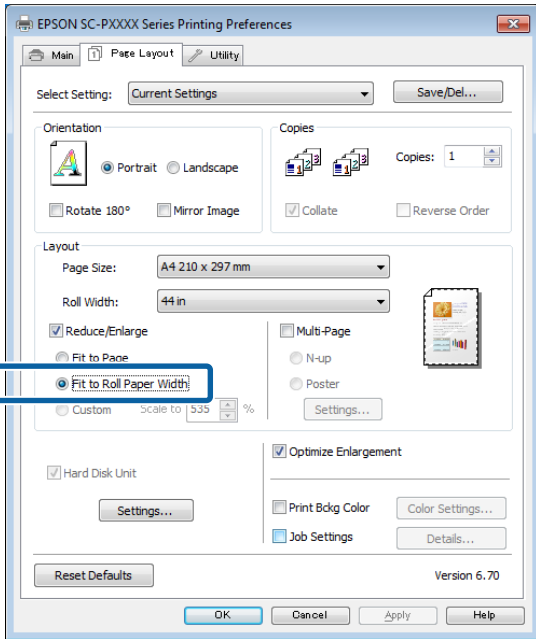 EPSON SC-PXXXX Series Printing Preferences
Main Page Layout Utility
Select Setting: Current Settings Save/Del...
Orientation
Portrait Landscape
Rotate 180° Mirror Image
Copies
Copies: 1
Collate Reverse Order
Layout
Page Size: A4 210 x 297 mm
Roll Width: 44 in
Reduce/Enlarge
Fit to Page
Fit to Roll Paper Width
Custom Scale to 535 %
Multi-Page
N-up
Poster
Settings...
Optimize Enlargement
Hard Disk Unit
Settings...
Print Bckg Color Color Settings...
Job Settings Details...
Reset Defaults Version 6.70
OK Cancel Apply Help